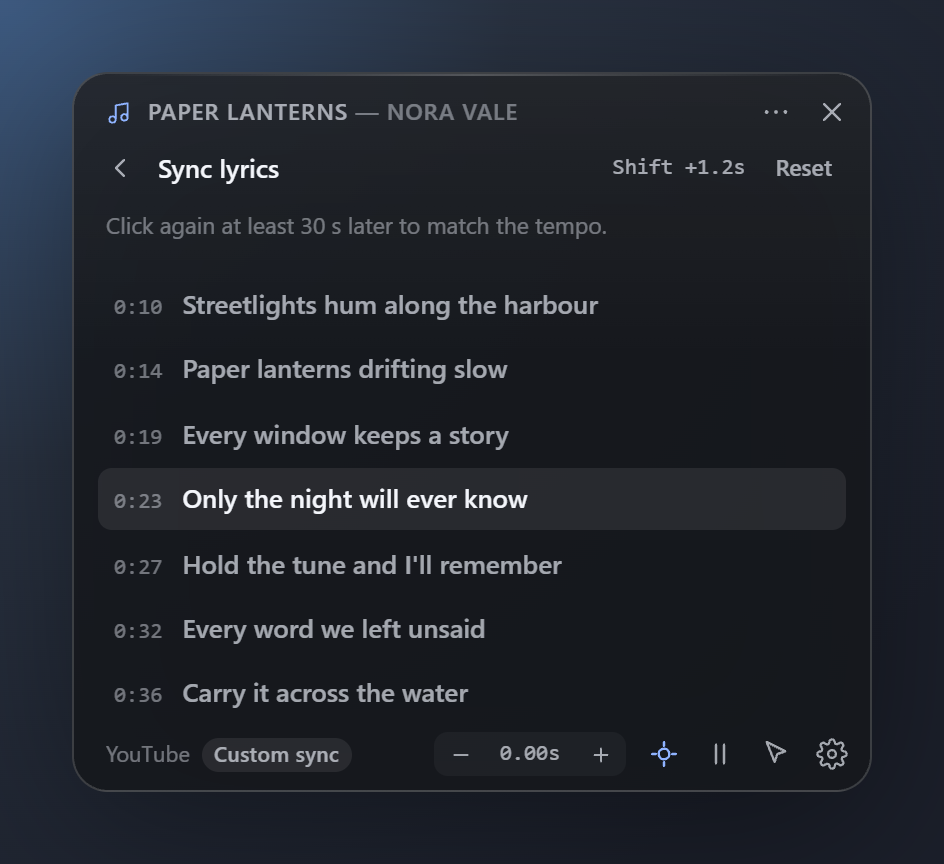 PAPER LANTERNS — NORA VALE
Sync lyrics Shift +1.2s Reset
Click again at least 30 s later to match the tempo.
0:10 Streetlights hum along the harbour
0:14 Paper lanterns drifting slow
0:19 Every window keeps a story
0:23 Only the night will ever know
0:27 Hold the tune and I'll remember
0:32 Every word we left unsaid
0:36 Carry it across the water
YouTube Custom sync — 0.00s +